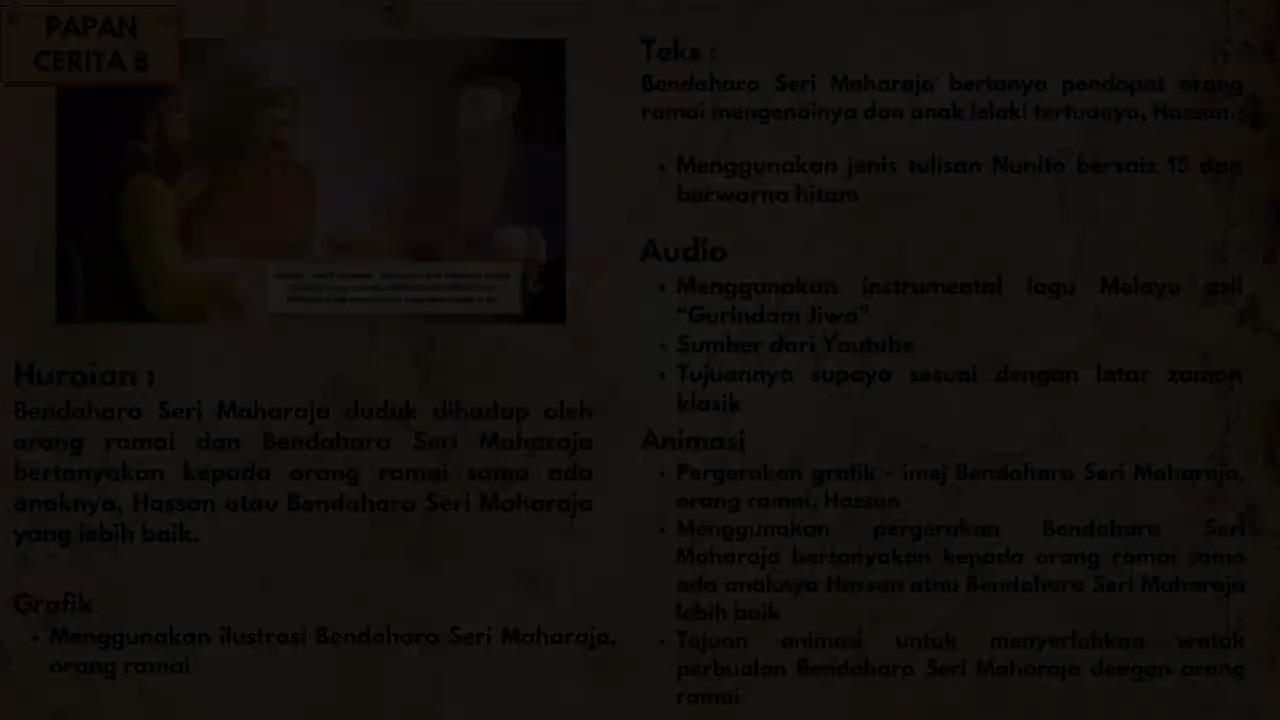 PAPAN
CERITA 8
Huraian :
Bendahara Seri Maharaja duduk dihadap oleh
orang ramai dan Bendahara Seri Maharaja
bertanyakan kepada orang ramai sama ada
anaknya, Hassan atau Bendahara Seri Maharaja
yang lebih baik.
Grafik
• Menggunakan ilustrasi Bendahara Seri Maharaja,
orang ramai
Teks :
Bendahara Seri Maharaja bertanya pendapat orang
ramai mengenainya dan anak lelaki tertuanya, Hassan.
• Menggunakan jenis tulisan Nunito bersaiz 15 dan
berwarna hitam
Audio
• Menggunakan instrumental lagu Melayu asli
"Gurindam Jiwa"
• Sumber dari Youtube
• Tujuannya supaya sesuai dengan latar zaman
klasik
Animasi
• Pergerakan grafik - imej Bendahara Seri Maharaja,
orang ramai, Hassan
• Menggunakan pergerakan Bendahara Seri
Maharaja bertanyakan kepada orang ramai sama
ada anaknya Hassan atau Bendahara Seri Maharaja
lebih baik
• Tujuan animasi untuk menyerlahkan watak
perbualan Bendahara Seri Maharaja dengan orang
ramai